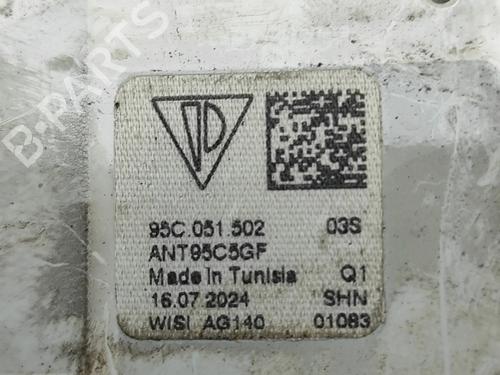 B-PARTS
95C.051.502 03S
ANT95C5GF
Made In Tunisia Q1
16.07.2024 SHN
WISI AG140 01083